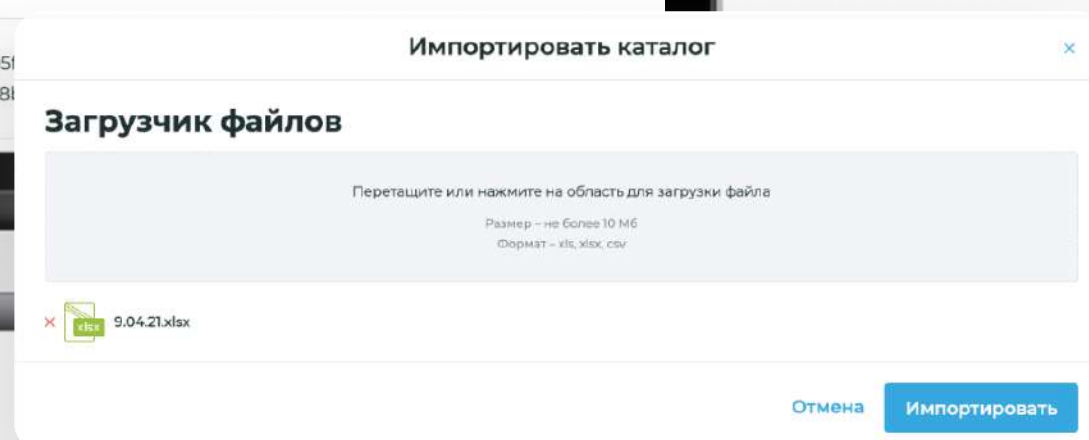 Импортировать каталог
×
Загрузчик файлов
Перетащите или нажмите на область для загрузки файла
Размер – не более 10 Мб
Формат – xls, xlsx, csv
xlsx
9.04.21.xlsx
Отмена
Импортировать